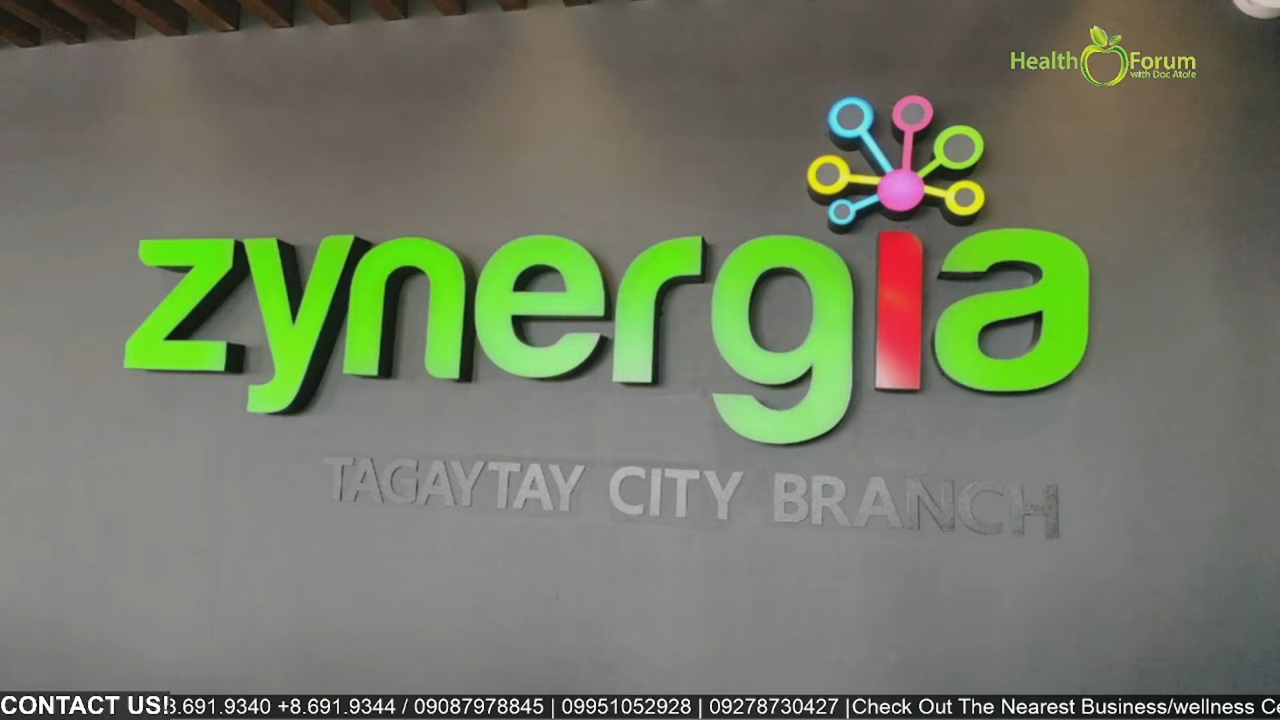 Health Forum
with Doc Atole
zynergia
TAGAYTAY CITY BRANCH
CONTACT US! 8.691.9340 +8.691.9344 / 09087978845 | 09951052928 | 09278730427 |Check Out The Nearest Business/wellness Ce